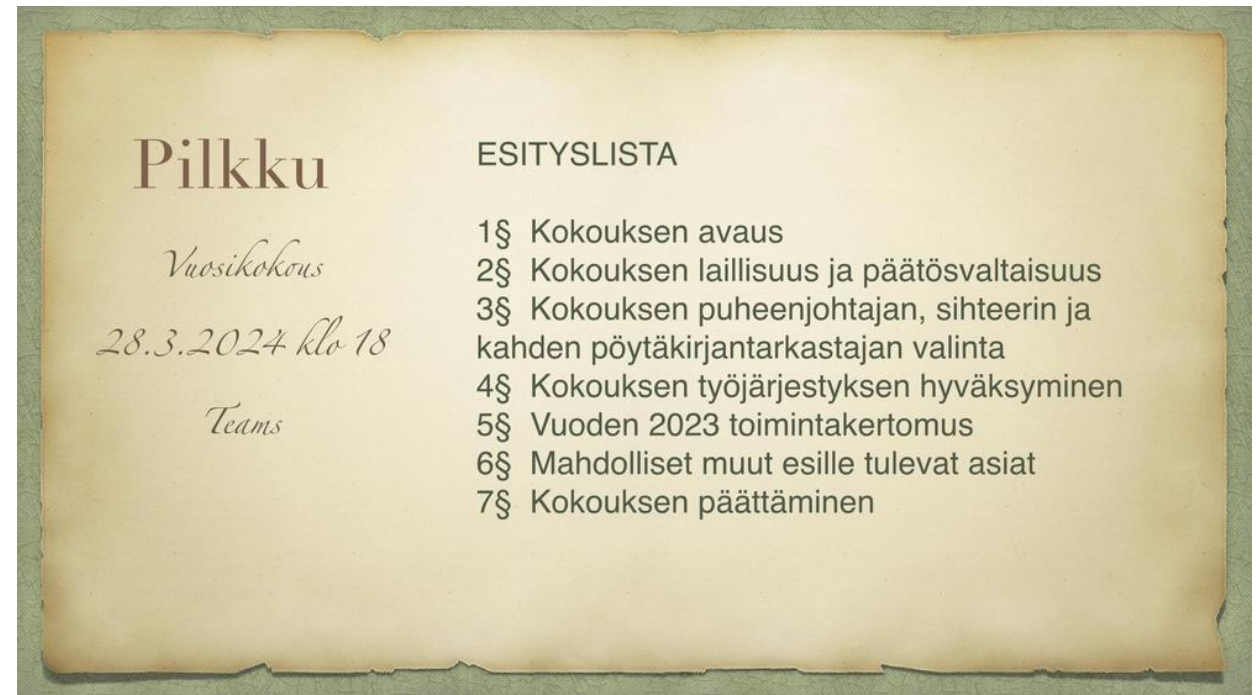 Pilkku
Vuosikokous
28.3.2024 klo 18
Teams
ESITYSLISTA
1§ Kokouksen avaus
2§ Kokouksen laillisuus ja päätösvaltaisuus
3§ Kokouksen puheenjohtajan, sihteerin ja
kahden pöytäkirjantarkastajan valinta
4§ Kokouksen työjärjestyksen hyväksyminen
5§ Vuoden 2023 toimintakertomus
6§ Mahdolliset muut esille tulevat asiat
7§ Kokouksen päättäminen